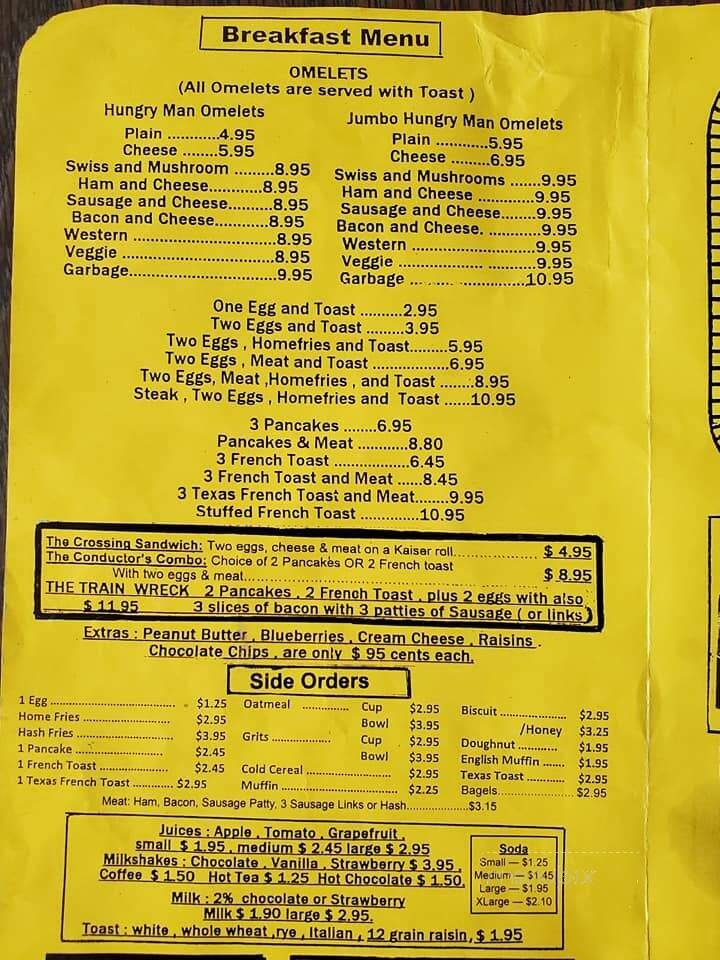 Breakfast Menu
OMELETS
(All Omelets are served with Toast )
Hungry Man Omelets
Plain ...........4.95
Cheese ........5.95
Swiss and Mushroom .........8.95
Ham and Cheese............8.95
Sausage and Cheese..........8.95
Bacon and Cheese............8.95
Western .............................8.95
Veggie ...............................8.95
Garbage..............................9.95
Jumbo Hungry Man Omelets
Plain ............5.95
Cheese .........6.95
Swiss and Mushrooms .......9.95
Ham and Cheese .............9.95
Sausage and Cheese........9.95
Bacon and Cheese. ...........9.95
Western .........................9.95
Veggie ............................9.95
Garbage ..............................10.95
One Egg and Toast ..........2.95
Two Eggs and Toast .........3.95
Two Eggs , Homefries and Toast.........5.95
Two Eggs , Meat and Toast ................6.95
Two Eggs, Meat ,Homefries , and Toast ........8.95
Steak , Two Eggs , Homefries and Toast ......10.95
3 Pancakes ........6.95
Pancakes & Meat ............8.80
3 French Toast ..................6.45
3 French Toast and Meat ......8.45
3 Texas French Toast and Meat........9.95
Stuffed French Toast ...............10.95
The Crossing Sandwich: Two eggs, cheese & meat on a Kaiser roll..................... $ 4.95
The Conductor's Combo: Choice of 2 Pancakes OR 2 French toast
With two eggs & meat..................................................................... $ 8.95
THE TRAIN WRECK 2 Pancakes , 2 French Toast , plus 2 eggs with also
$ 11.95 3 slices of bacon with 3 patties of Sausage ( or links )
Extras : Peanut Butter , Blueberries , Cream Cheese , Raisins .
Chocolate Chips , are only $ 95 cents each.
Side Orders
1 Egg ................................ $1.25
Home Fries ....................... $2.95
Hash Fries ........................ $3.95
1 Pancake ....................... $2.45
1 French Toast .................. $2.45
1 Texas French Toast ............ $2.95
Oatmeal ............. Cup $2.95
Bowl $3.95
Grits ................... Cup $2.95
Bowl $3.95
Cold Cereal ...................... $2.95
Muffin ............................. $2.25
Biscuit ................ $2.95
/Honey $3.25
Doughnut ........... $1.95
English Muffin ...... $1.95
Texas Toast .......... $2.95
Bagels......................... $2.95
Meat: Ham, Bacon, Sausage Patty, 3 Sausage Links or Hash...................$3.15
Juices : Apple , Tomato , Grapefruit ,
small $ 1.95 , medium $ 2.45 large $ 2.95
Milkshakes : Chocolate , Vanilla , Strawberry $ 3.95 ,
Coffee $ 1.50 Hot Tea $ 1.25 Hot Chocolate $ 1.50.
Milk : 2% chocolate or Strawberry
Milk $ 1.90 large $ 2.95.
Toast : white , whole wheat ,rye , Italian , 12 grain raisin, $ 1.95
Soda
Small — $1.25
Medium — $1.45
Large — $1.95
XLarge — $2.10